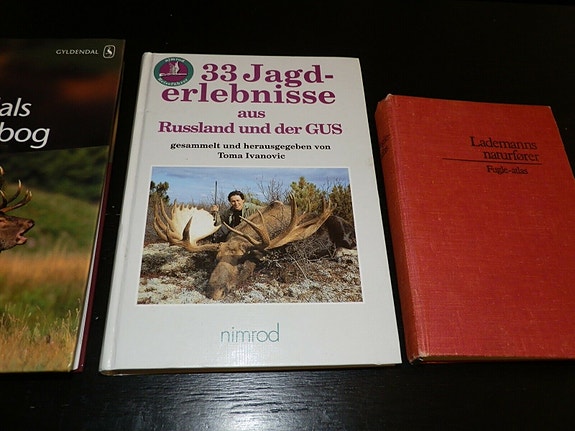 GYLDENDAL
als
bog
nimrod
33 Jagd-
erlebnisse
aus
Russland und der GUS
gesammelt und herausgegeben von
Toma Ivanovic
nimrod
Lademanns
naturfører
Fugle-atlas